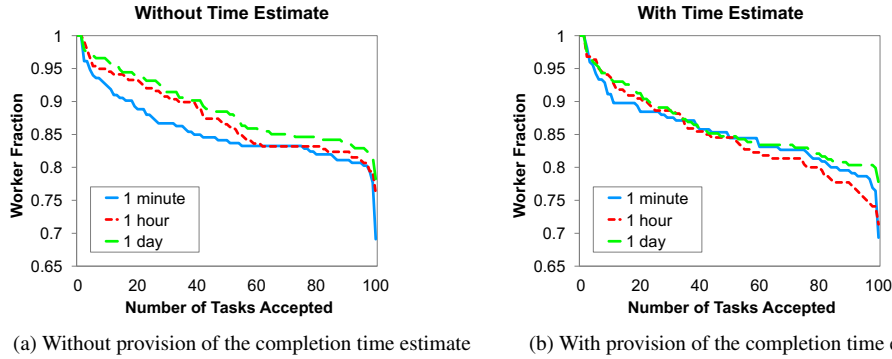 Without Time Estimate
Worker Fraction
1
0.95
0.9
0.85
0.8
0.75
0.7
0.65
1 minute
1 hour
1 day
0 20 40 60 80 100
Number of Tasks Accepted
(a) Without provision of the completion time estimate
With Time Estimate
Worker Fraction
1
0.95
0.9
0.85
0.8
0.75
0.7
0.65
1 minute
1 hour
1 day
0 20 40 60 80 100
Number of Tasks Accepted
(b) With provision of the completion time